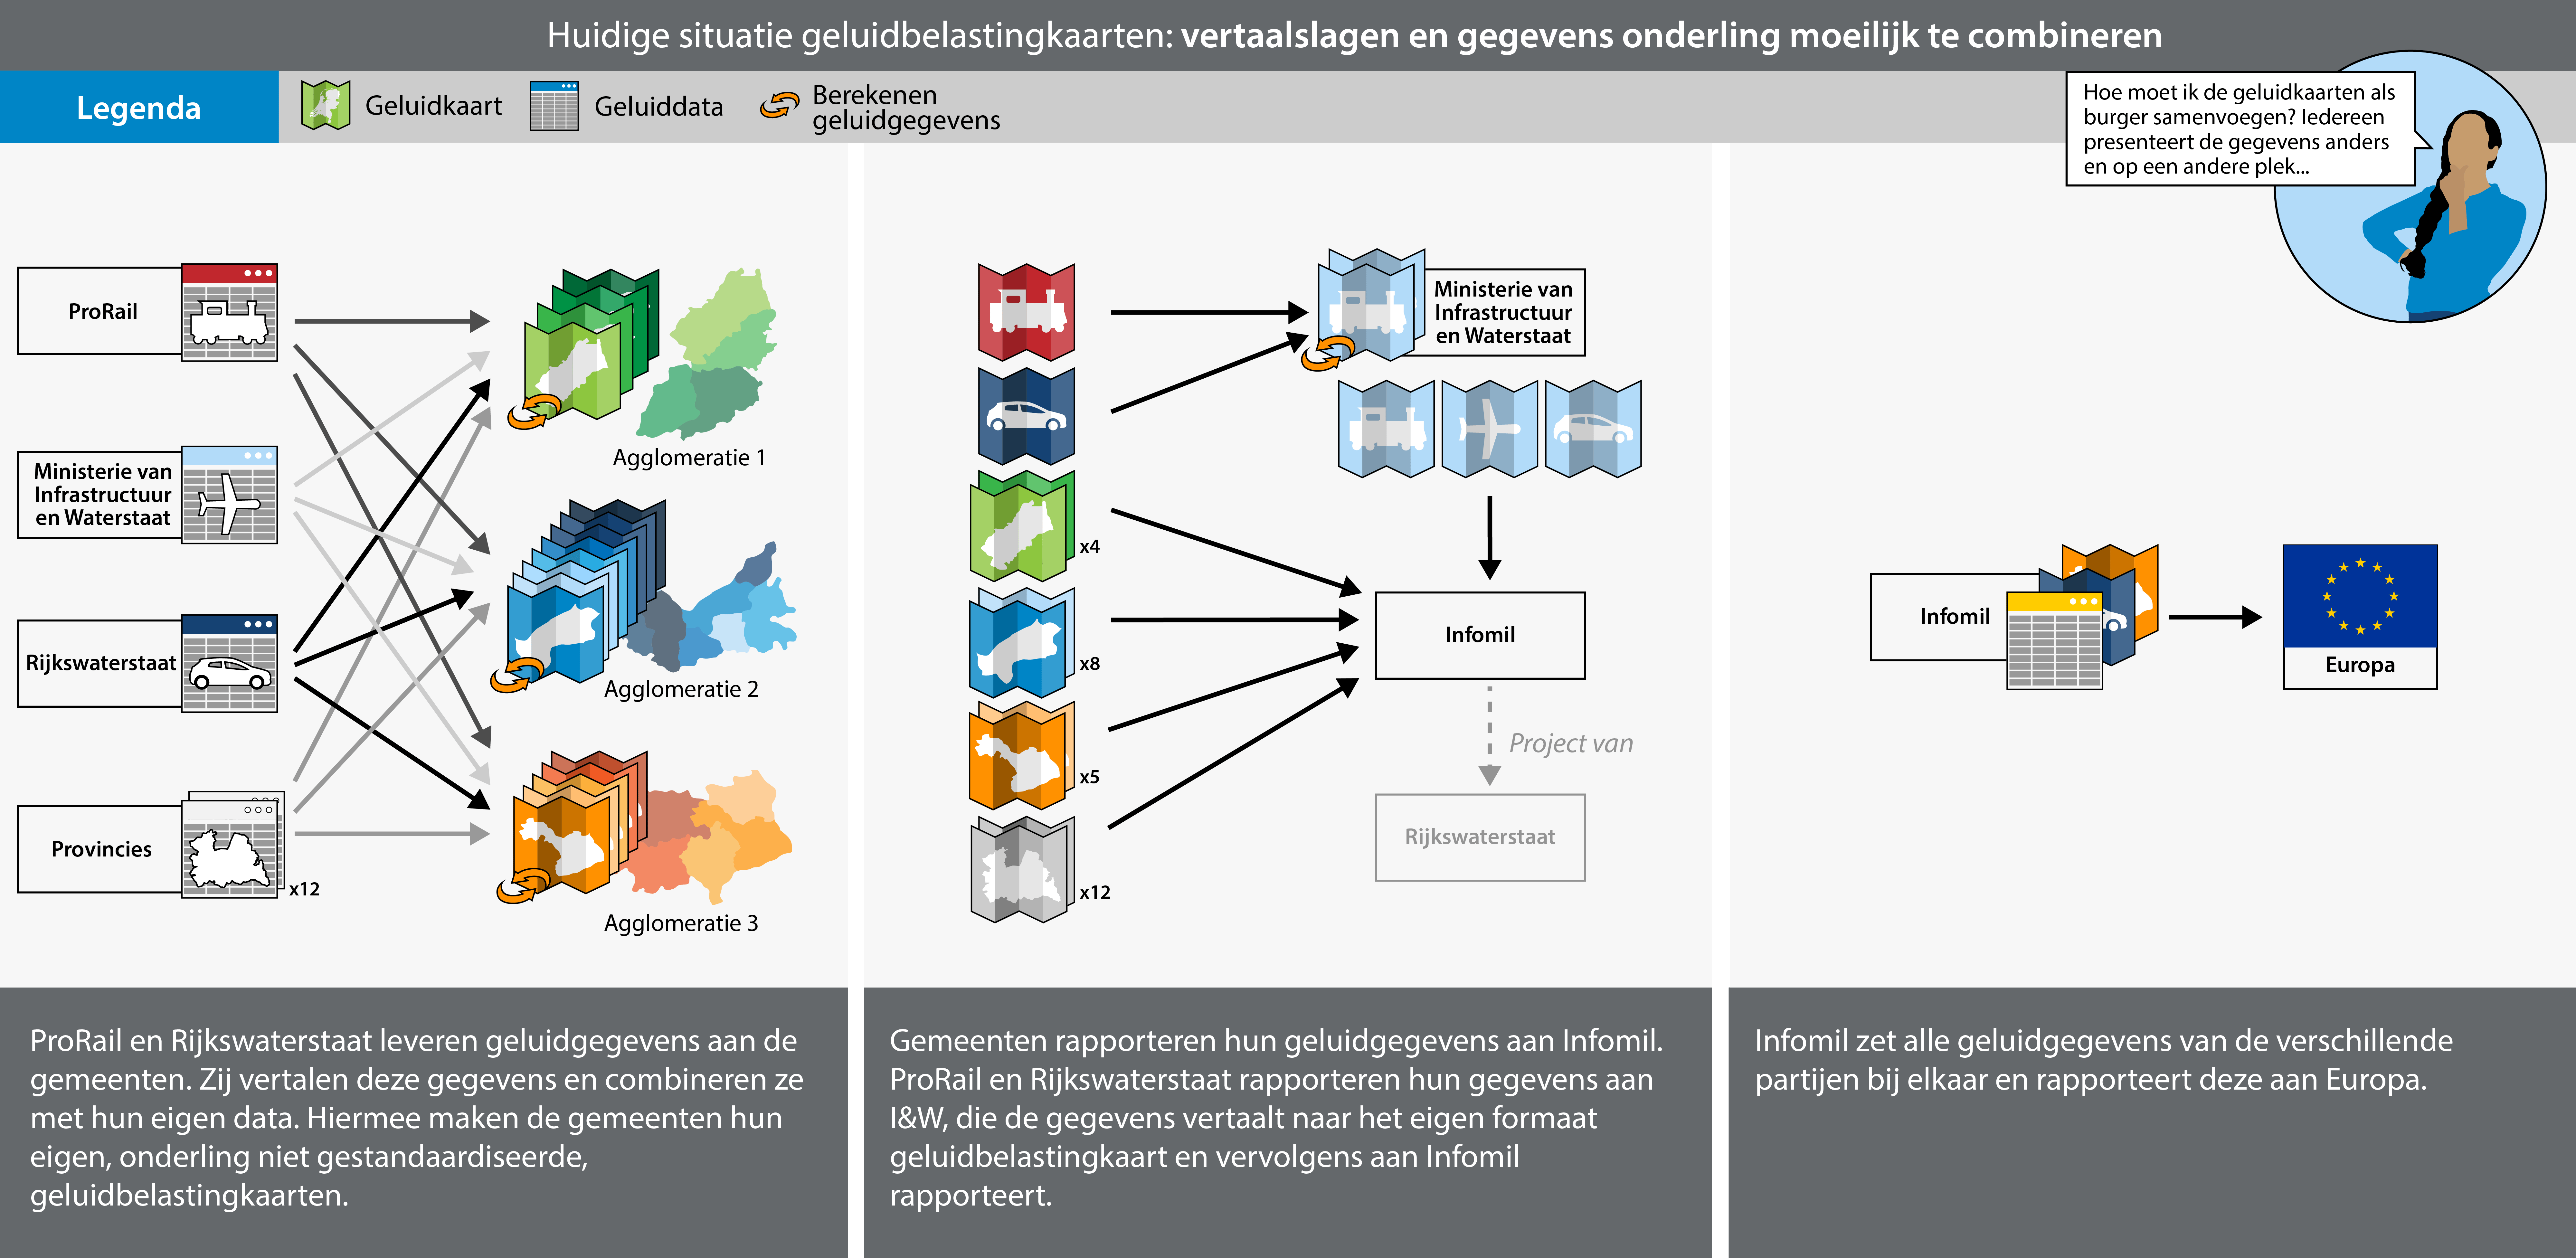 Huidige situatie geluidbelastingkaarten: vertaalslagen en gegevens onderling moeilijk te combineren
Legenda
Geluidkaart
Geluiddata
Berekenen
geluidgegevens
Hoe moet ik de geluidkaarten als
burger samenvoegen? Iedereen
presenteert de gegevens anders
en op een andere plek...
ProRail
Ministerie van
Infrastructuur
en Waterstaat
Rijkswaterstaat
Provincies
x12
Agglomeratie 1
Agglomeratie 2
Agglomeratie 3
ProRail en Rijkswaterstaat leveren geluidgegevens aan de
gemeenten. Zij vertalen deze gegevens en combineren ze
met hun eigen data. Hiermee maken de gemeenten hun
eigen, onderling niet gestandaardiseerde,
geluidbelastingkaarten.
x4
x8
x5
x12
Ministerie van
Infrastructuur
en Waterstaat
Infomil
Project van
Rijkswaterstaat
Gemeenten rapporteren hun geluidgegevens aan Infomil.
ProRail en Rijkswaterstaat rapporteren hun gegevens aan
I&W, die de gegevens vertaalt naar het eigen formaat
geluidbelastingkaart en vervolgens aan Infomil
rapporteert.
Infomil
Europa
Infomil zet alle geluidgegevens van de verschillende
partijen bij elkaar en rapporteert deze aan Europa.